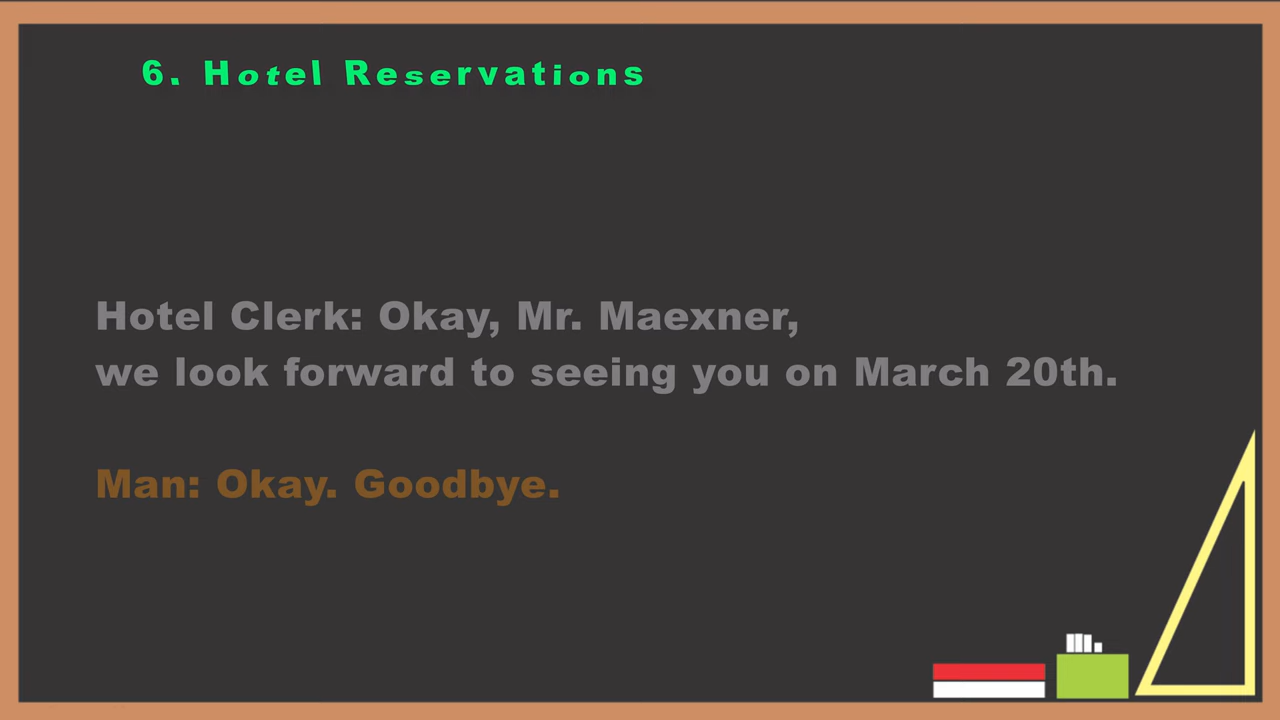 6. Hotel Reservations
Hotel Clerk: Okay, Mr. Maexner,
we look forward to seeing you on March 20th.
Man: Okay. Goodbye.